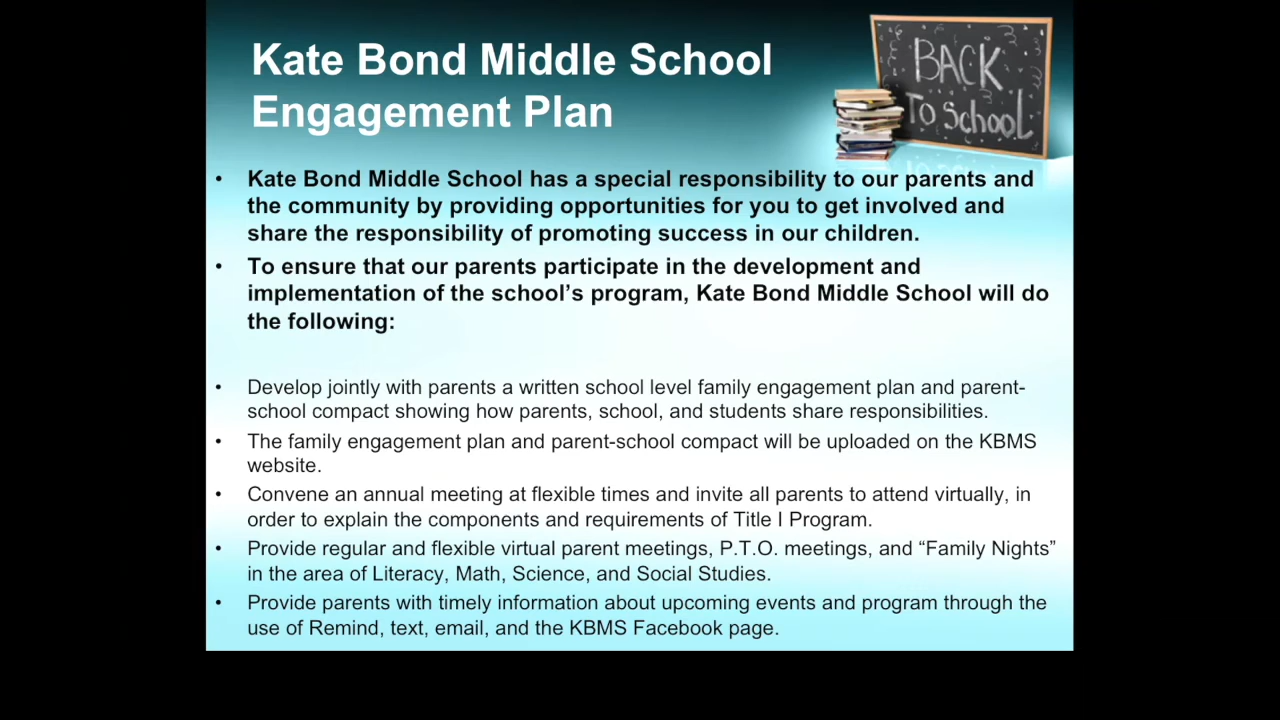 Kate Bond Middle School
Engagement Plan
BACK
To School
• Kate Bond Middle School has a special responsibility to our parents and
the community by providing opportunities for you to get involved and
share the responsibility of promoting success in our children.
• To ensure that our parents participate in the development and
implementation of the school’s program, Kate Bond Middle School will do
the following:
• Develop jointly with parents a written school level family engagement plan and parent-
school compact showing how parents, school, and students share responsibilities.
• The family engagement plan and parent-school compact will be uploaded on the KBMS
website.
• Convene an annual meeting at flexible times and invite all parents to attend virtually, in
order to explain the components and requirements of Title I Program.
• Provide regular and flexible virtual parent meetings, P.T.O. meetings, and “Family Nights”
in the area of Literacy, Math, Science, and Social Studies.
• Provide parents with timely information about upcoming events and program through the
use of Remind, text, email, and the KBMS Facebook page.